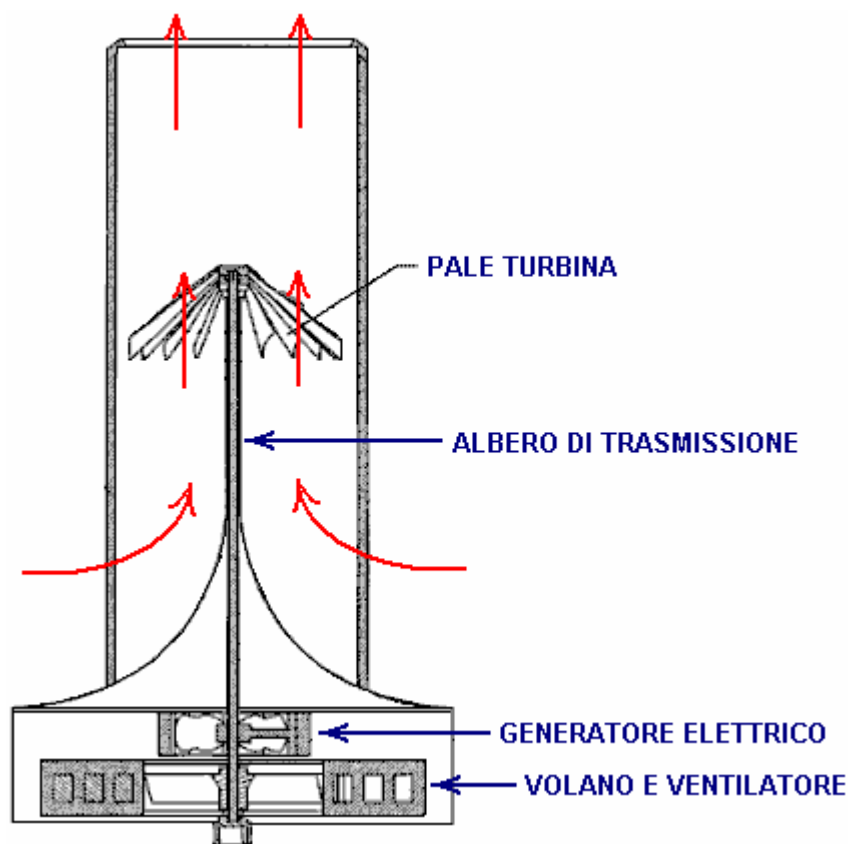 PALE TURBINA
ALBERO DI TRASMISSIONE
GENERATORE ELETTRICO
VOLANO E VENTILATORE